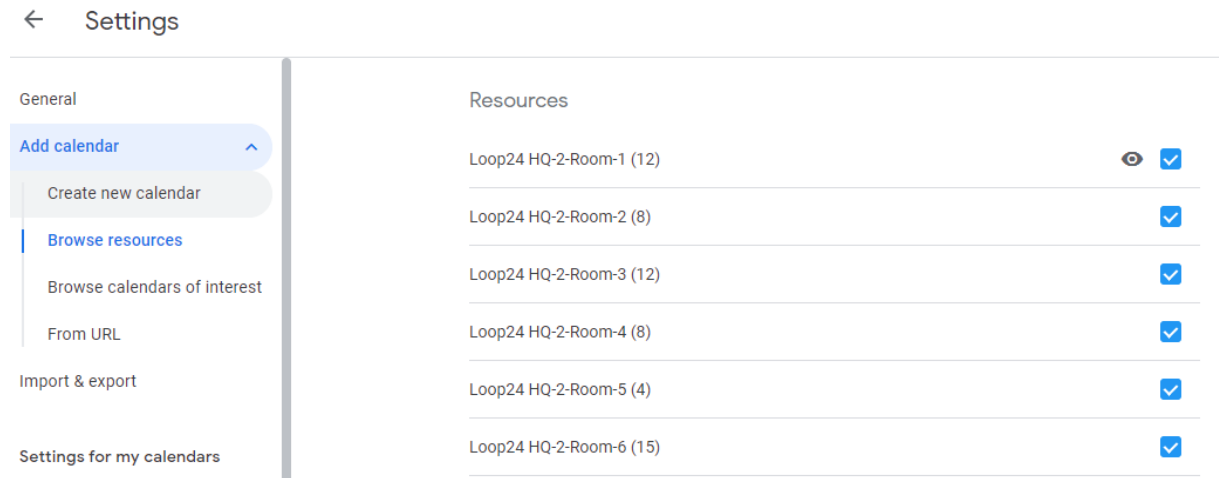 Settings
General
Add calendar
Create new calendar
Browse resources
Browse calendars of interest
From URL
Import & export
Settings for my calendars
Resources
Loop24 HQ-2-Room-1 (12)
Loop24 HQ-2-Room-2 (8)
Loop24 HQ-2-Room-3 (12)
Loop24 HQ-2-Room-4 (8)
Loop24 HQ-2-Room-5 (4)
Loop24 HQ-2-Room-6 (15)